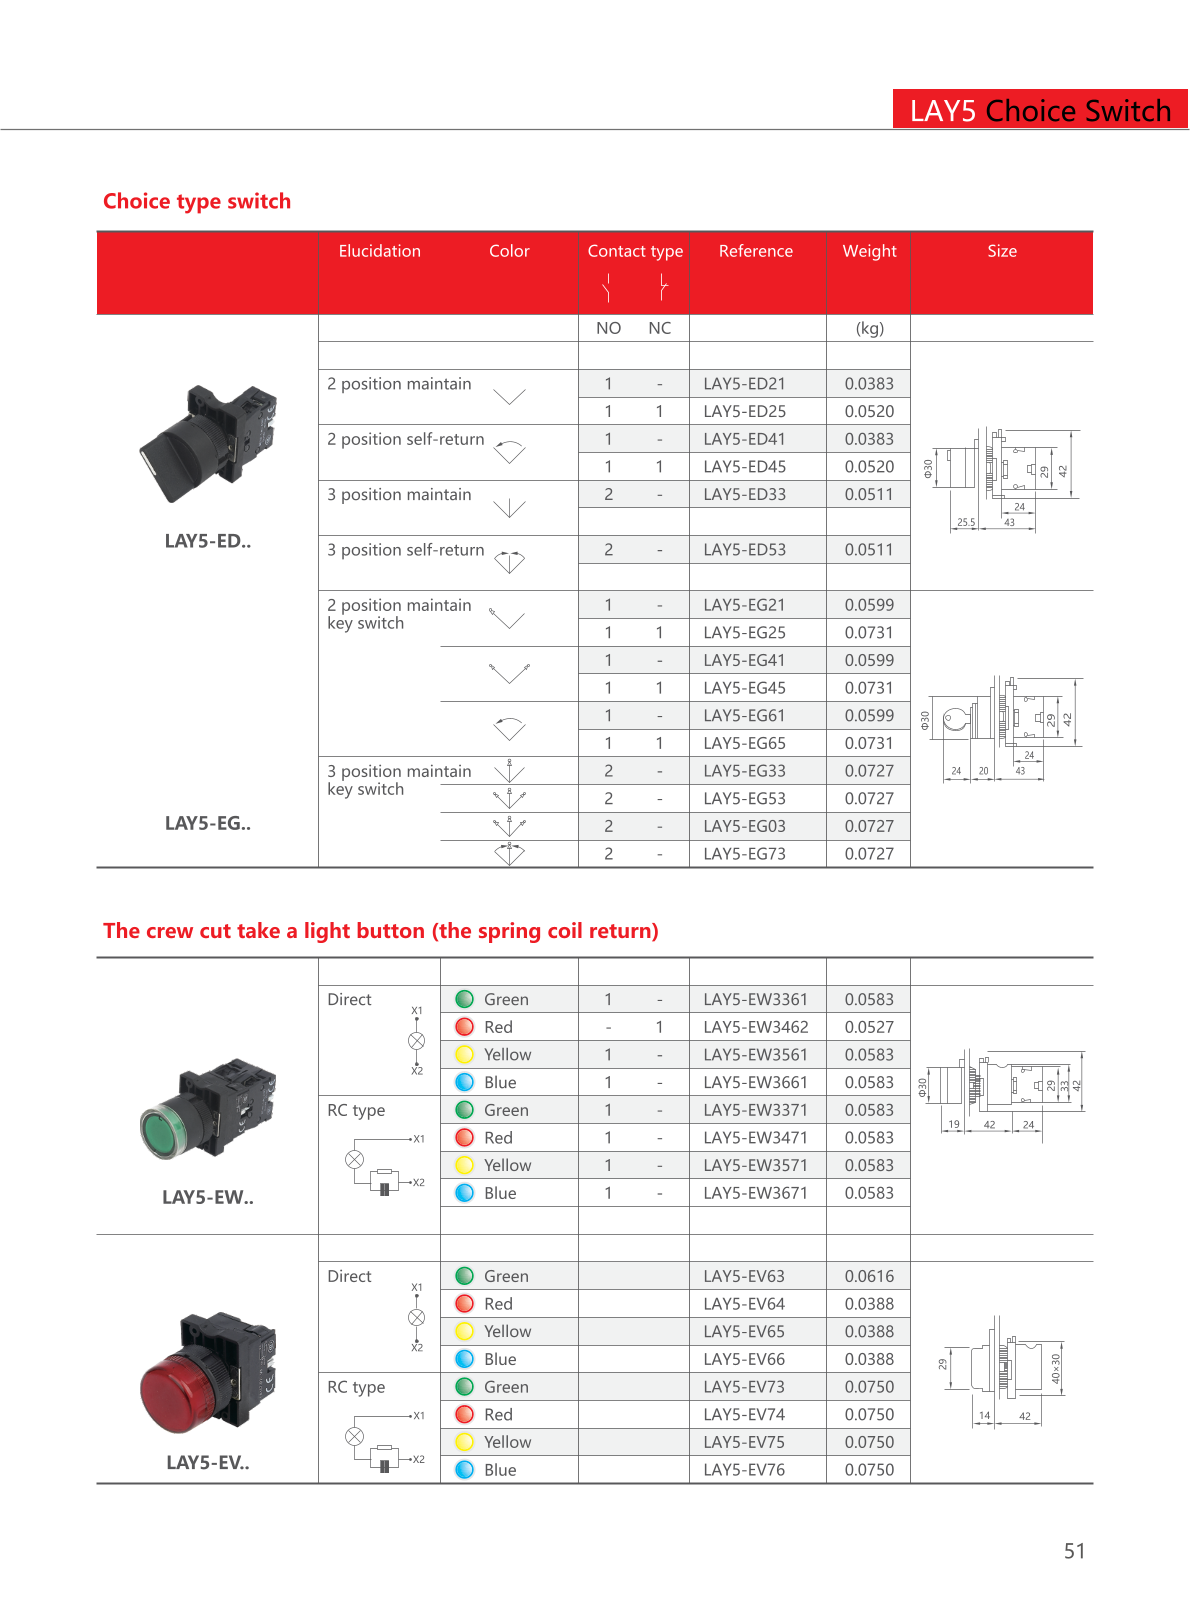 LAY5 Choice Switch
Choice type switch
Elucidation Color Contact type Reference Weight Size
NO NC (kg)
2 position maintain 1 - LAY5-ED21 0.0383
1 1 LAY5-ED25 0.0520
2 position self-return 1 - LAY5-ED41 0.0383
1 1 LAY5-ED45 0.0520
3 position maintain 2 - LAY5-ED33 0.0511
3 position self-return 2 - LAY5-ED53 0.0511
LAY5-ED..
Φ30 29 42
24
25.5 43
2 position maintain 1 - LAY5-EG21 0.0599
key switch
1 1 LAY5-EG25 0.0731
1 - LAY5-EG41 0.0599
1 1 LAY5-EG45 0.0731
1 - LAY5-EG61 0.0599
1 1 LAY5-EG65 0.0731
3 position maintain 2 - LAY5-EG33 0.0727
key switch
2 - LAY5-EG53 0.0727
2 - LAY5-EG03 0.0727
2 - LAY5-EG73 0.0727
LAY5-EG..
Φ30 29 42
24
24 20 43
The crew cut take a light button (the spring coil return)
Direct Green 1 - LAY5-EW3361 0.0583
X1
Red - 1 LAY5-EW3462 0.0527
Yellow 1 - LAY5-EW3561 0.0583
X2
Blue 1 - LAY5-EW3661 0.0583
RC type Green 1 - LAY5-EW3371 0.0583
X1
Red 1 - LAY5-EW3471 0.0583
Yellow 1 - LAY5-EW3571 0.0583
X2
Blue 1 - LAY5-EW3671 0.0583
LAY5-EW..
Φ30 29 33 42
19 42 24
Direct Green LAY5-EV63 0.0616
X1
Red LAY5-EV64 0.0388
Yellow LAY5-EV65 0.0388
X2
Blue LAY5-EV66 0.0388
RC type Green LAY5-EV73 0.0750
X1
Red LAY5-EV74 0.0750
Yellow LAY5-EV75 0.0750
X2
Blue LAY5-EV76 0.0750
LAY5-EV..
29 40×30
14 42
51